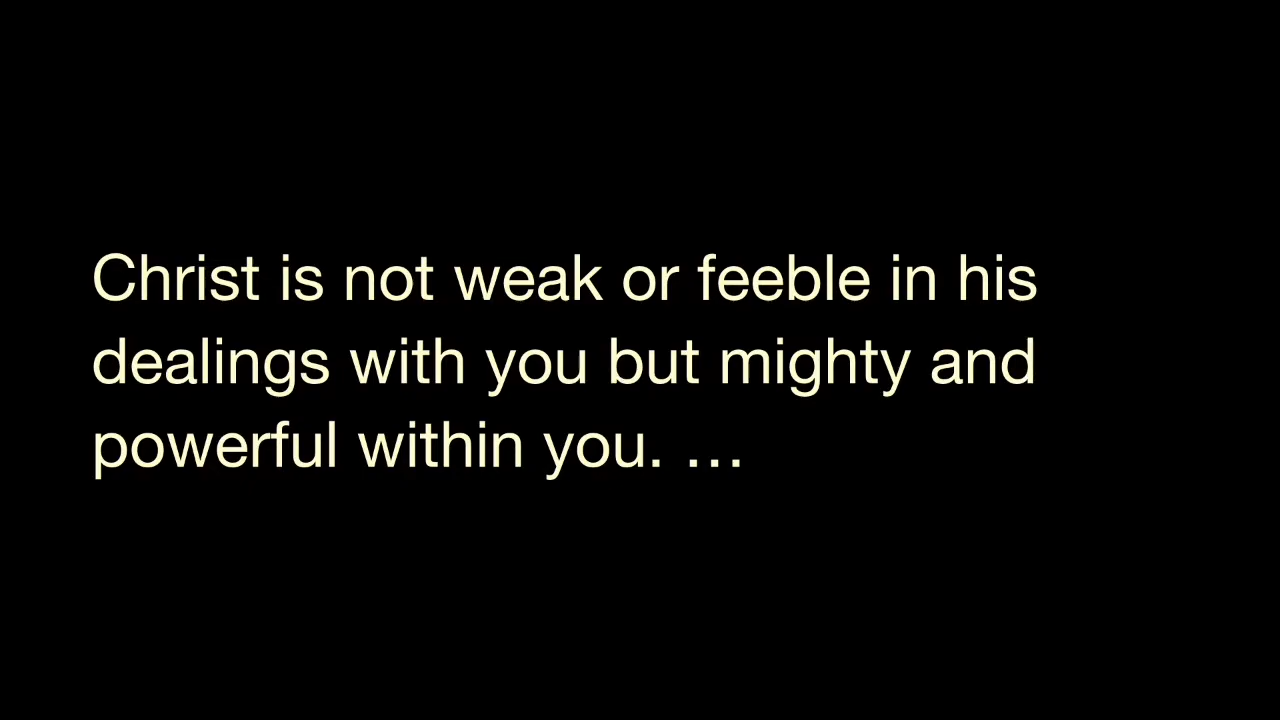 Christ is not weak or feeble in his
dealings with you but mighty and
powerful within you. …